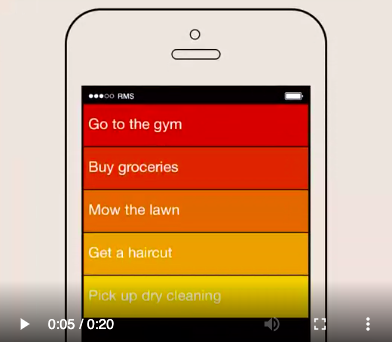 RMS
Go to the gym
Buy groceries
Mow the lawn
Get a haircut
Pick up dry cleaning
0:05 / 0:20